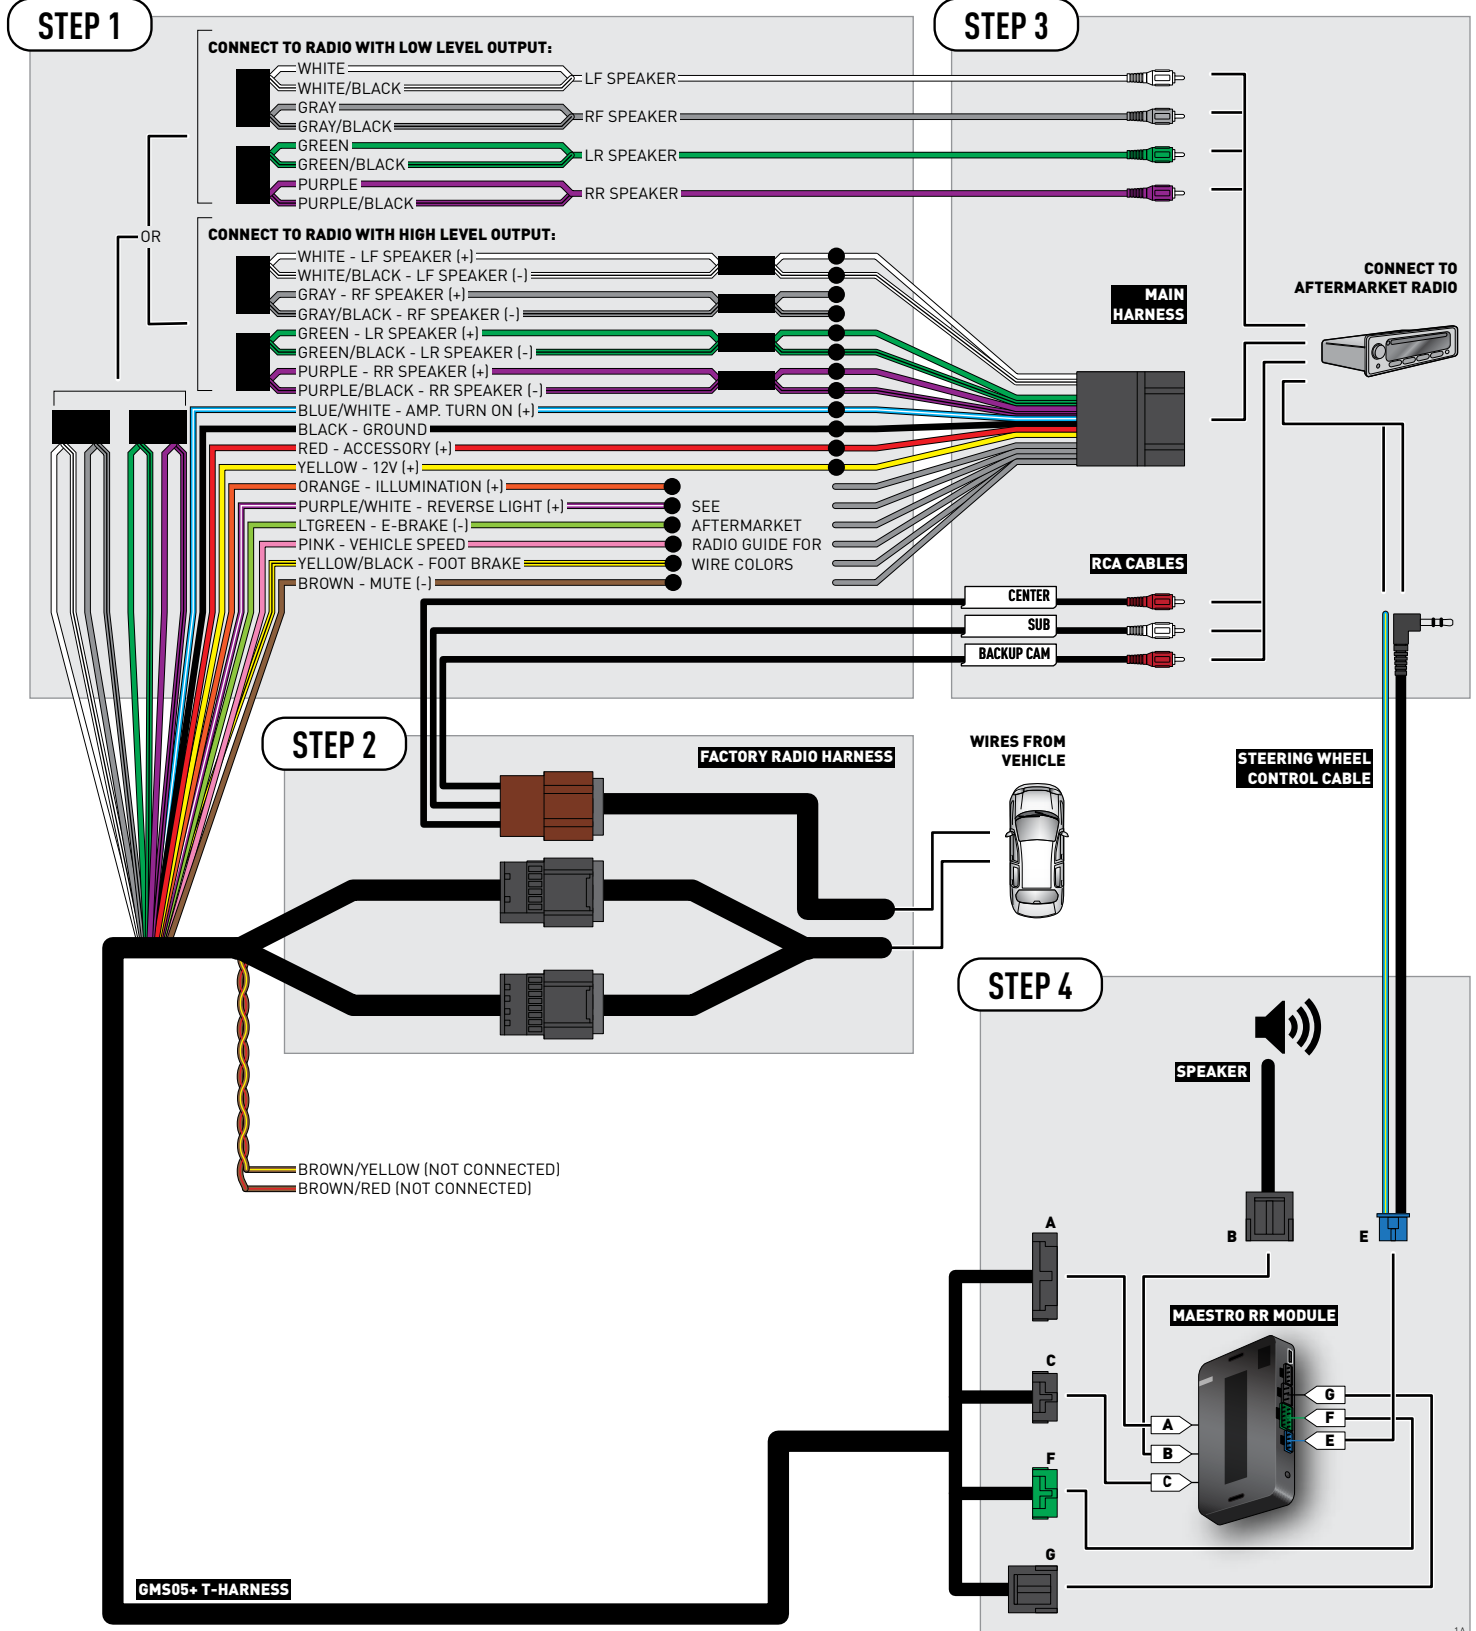 STEP 1
CONNECT TO RADIO WITH LOW LEVEL OUTPUT:
WHITE
WHITE/BLACK
LF SPEAKER
GRAY
GRAY/BLACK
RF SPEAKER
GREEN
GREEN/BLACK
LR SPEAKER
PURPLE
PURPLE/BLACK
RR SPEAKER
OR
CONNECT TO RADIO WITH HIGH LEVEL OUTPUT:
WHITE - LF SPEAKER (+)
WHITE/BLACK - LF SPEAKER (-)
GRAY - RF SPEAKER (+)
GRAY/BLACK - RF SPEAKER (-)
GREEN - LR SPEAKER (+)
GREEN/BLACK - LR SPEAKER (-)
PURPLE - RR SPEAKER (+)
PURPLE/BLACK - RR SPEAKER (-)
BLUE/WHITE - AMP. TURN ON (+)
BLACK - GROUND
RED - ACCESSORY (+)
YELLOW - 12V (+)
ORANGE - ILLUMINATION (+)
PURPLE/WHITE - REVERSE LIGHT (+)
LTGREEN - E-BRAKE (-)
PINK - VEHICLE SPEED
YELLOW/BLACK - FOOT BRAKE
BROWN - MUTE (-)
SEE
AFTERMARKET
RADIO GUIDE FOR
WIRE COLORS
STEP 3
CONNECT TO
AFTERMARKET RADIO
MAIN
HARNESS
RCA CABLES
CENTER
SUB
BACKUP CAM
STEP 2
FACTORY RADIO HARNESS
WIRES FROM
VEHICLE
STEERING WHEEL
CONTROL CABLE
BROWN/YELLOW (NOT CONNECTED)
BROWN/RED (NOT CONNECTED)
STEP 4
SPEAKER
B
E
A
C
F
G
MAESTRO RR MODULE
A
B
C
G
F
E
GMS05+ T-HARNESS